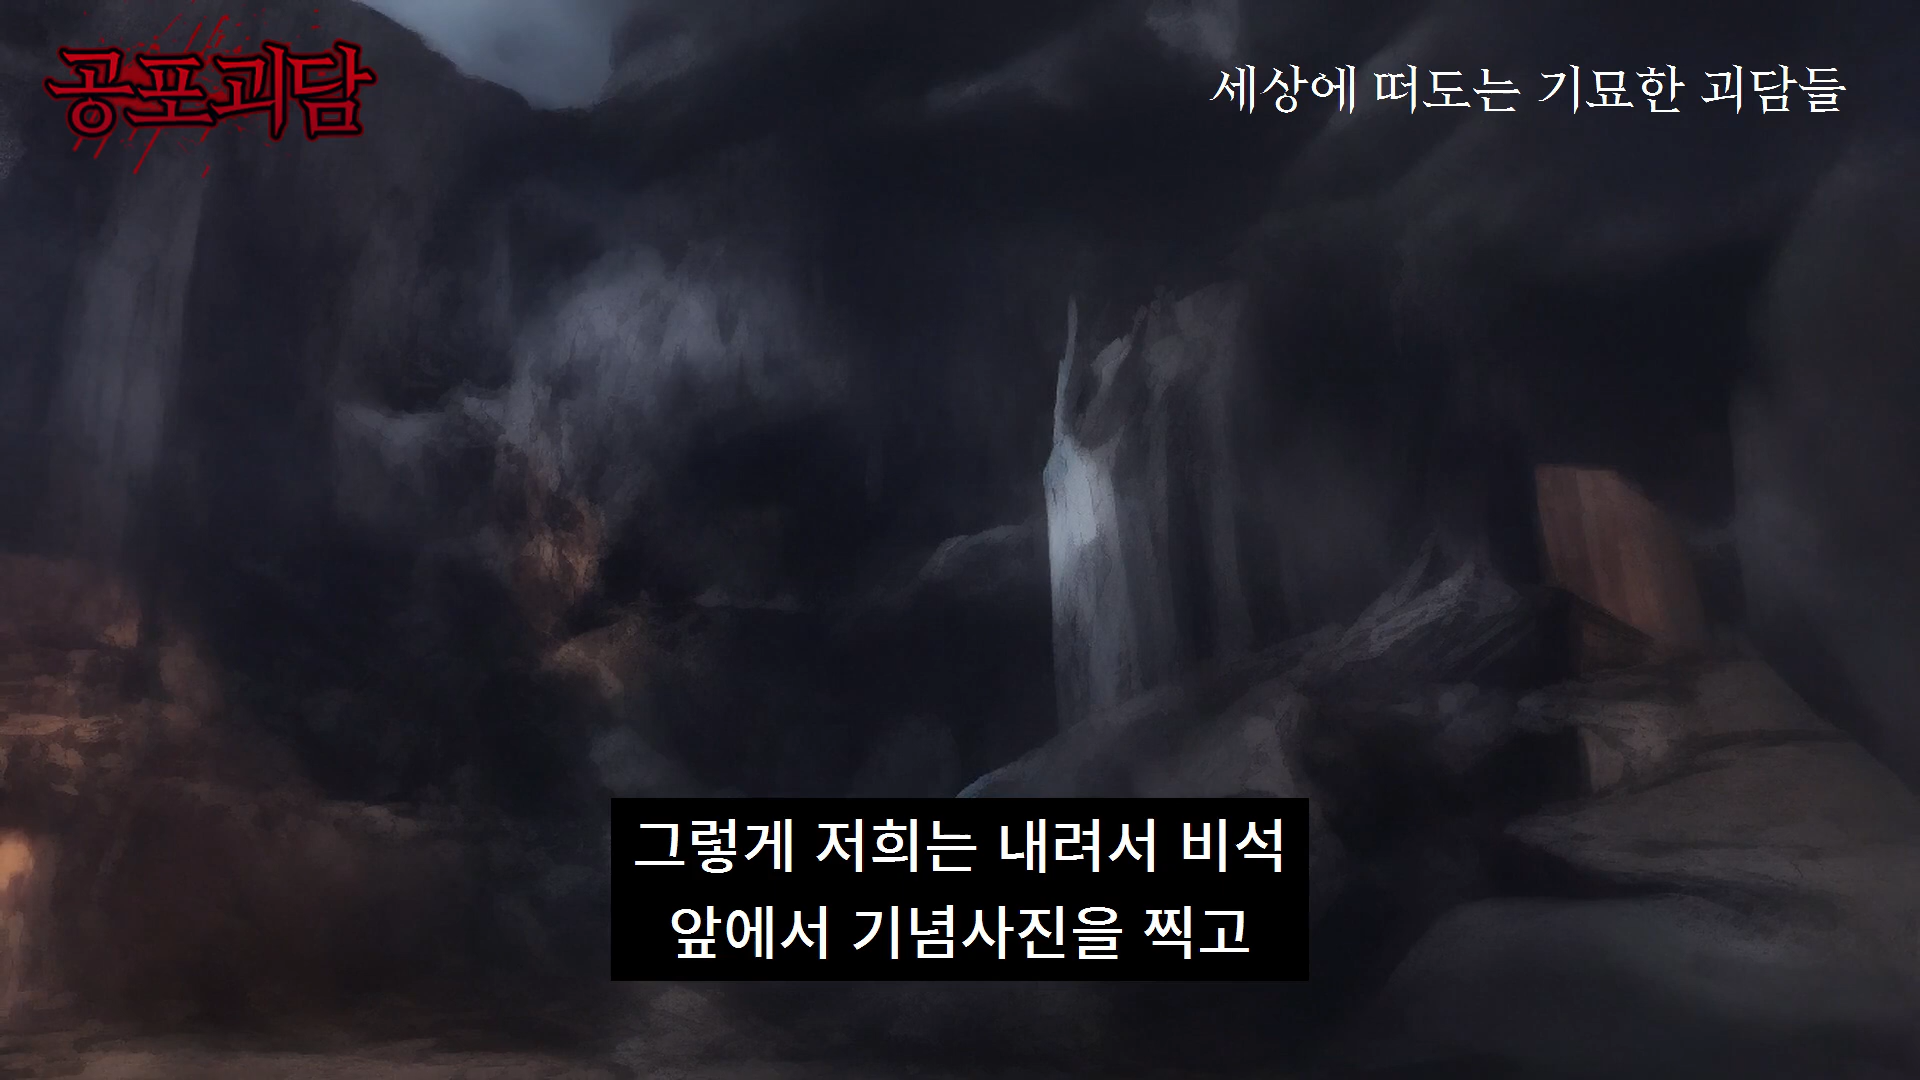 공포괴담
세상에 떠도는 기묘한 괴담들
그렇게 저희는 내려서 비석
앞에서 기념사진을 찍고